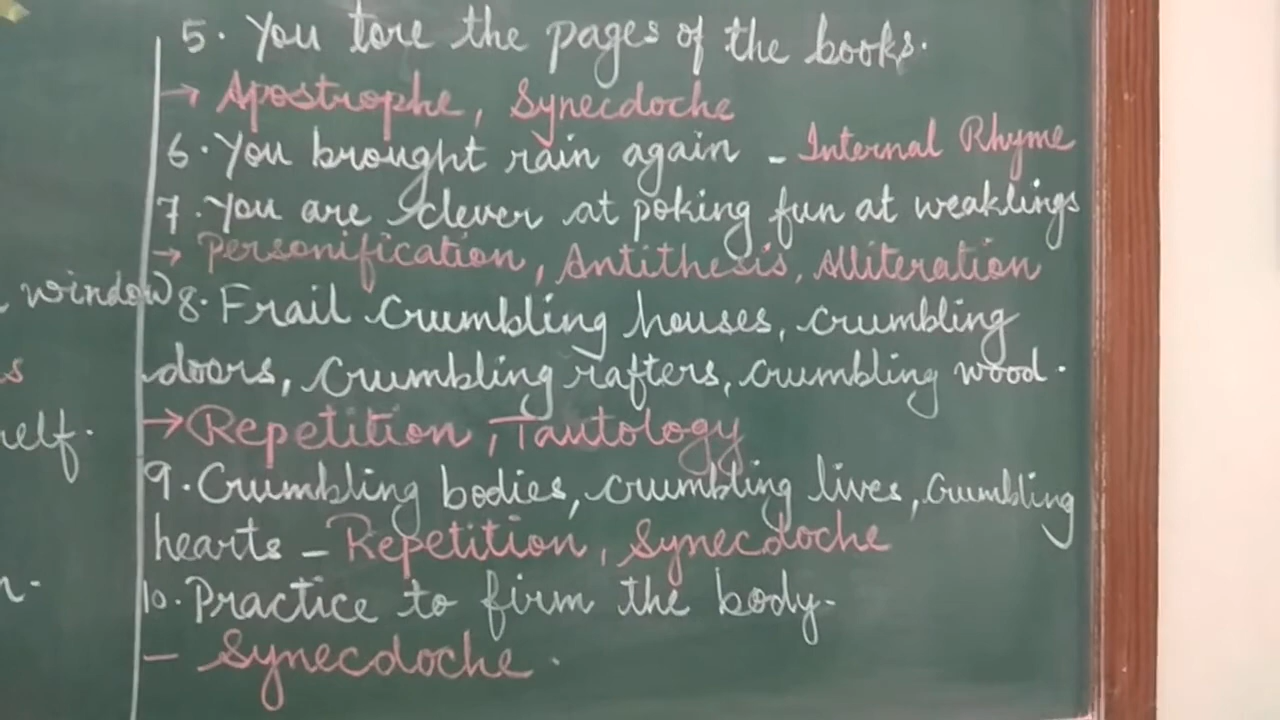 5. You tore the pages of the books.
→ Apostrophe, Synecdoche
6. You brought rain again - Internal Rhyme
7. You are clever at poking fun at weaklings
→ Personification, Antithesis, Alliteration
window
8. Frail crumbling houses, crumbling
doors, crumbling rafters, crumbling wood.
→ Repetition, Tautology
9. Crumbling bodies, crumbling lives, crumbling
hearts - Repetition, Synecdoche
10. Practice to firm the body.
- Synecdoche.